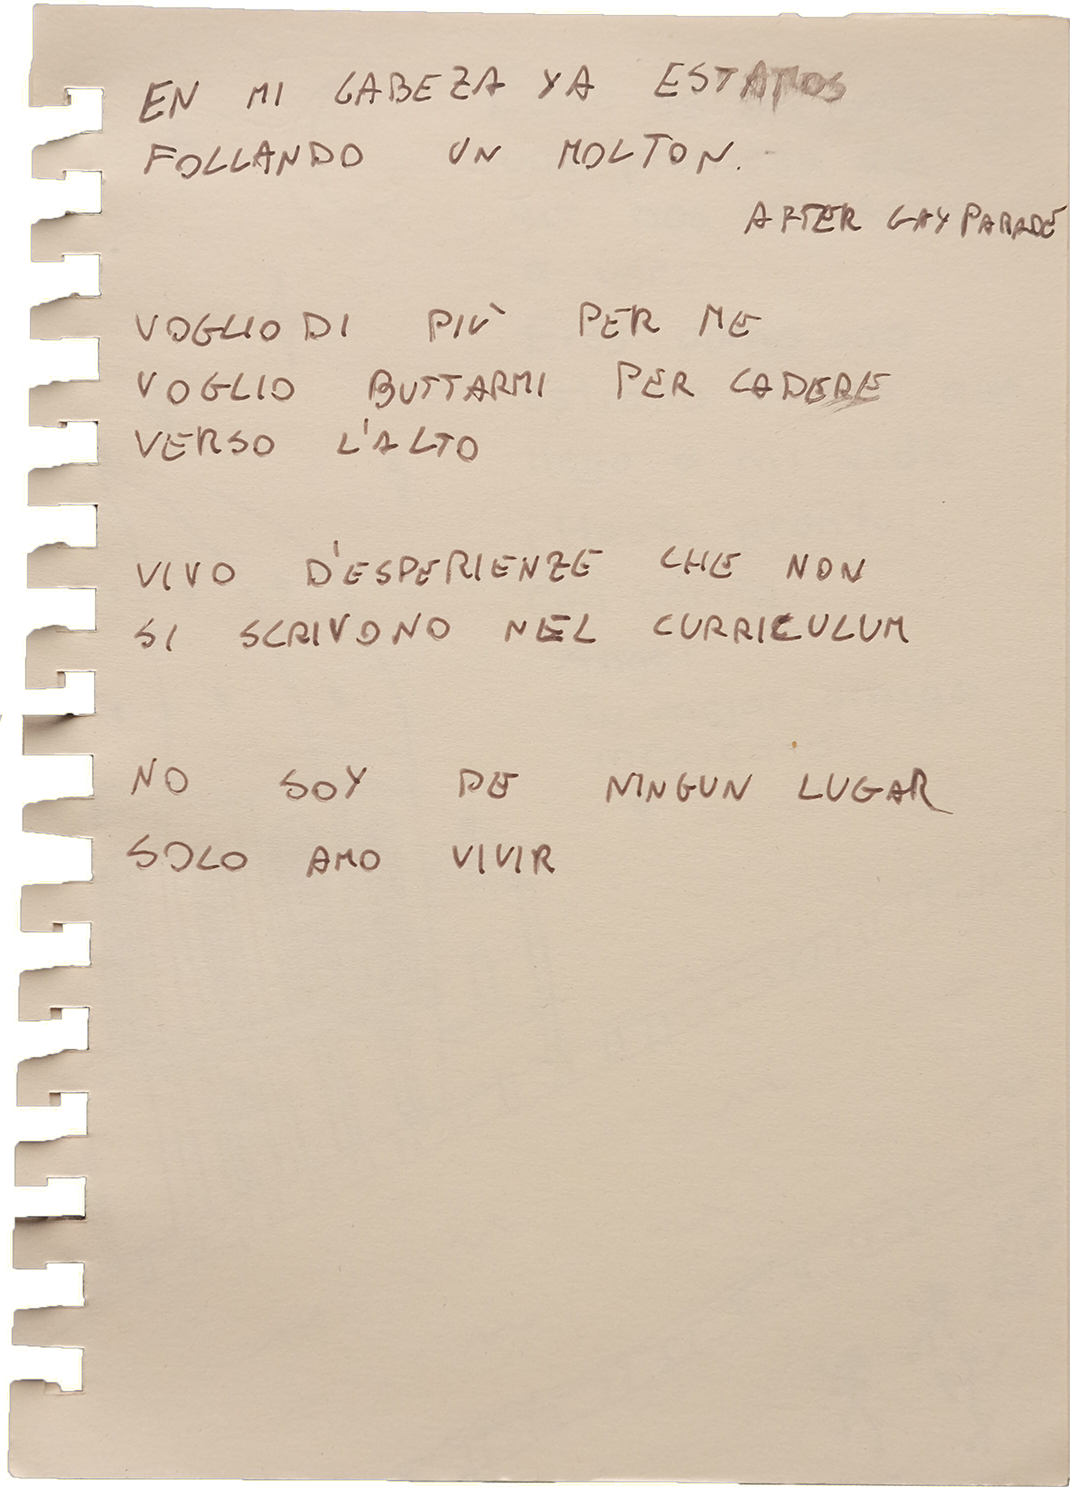 EN MI CABEZA YA ESTAMOS
FOLLANDO UN MOLTON.
AFTER GAY PARADE
VOGLIO DI PIÙ PER ME
VOGLIO BUTTARMI PER CADERE
VERSO L'ALTO
VIVO D'ESPERIENZE CHE NON
SI SCRIVONO NEL CURRICULUM
NO SOY DE NINGUN LUGAR
SOLO AMO VIVIR